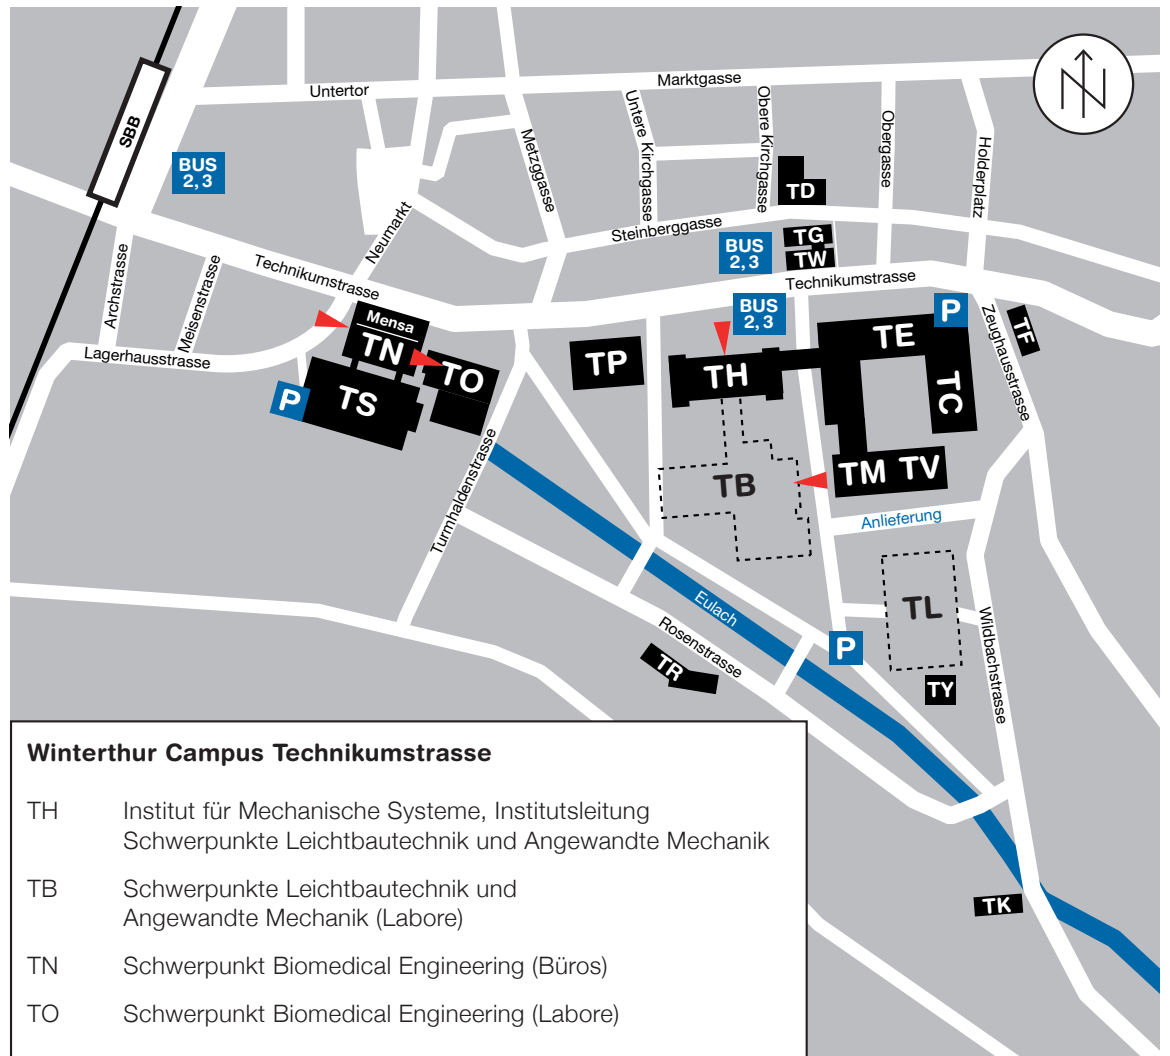 Marktgasse
Untertor
SBB
BUS
2, 3
Metzggasse
Untere Kirchgasse
Obere Kirchgasse
Obergasse
Holderplatz
N
TD
Neumarkt
Steinberggasse
TG
TW
BUS
2, 3
Technikumstrasse
Technikumstrasse
Archstrasse
Meisenstrasse
BUS
2, 3
P
Zeughausstrasse
TF
Mensa
TN
TO
TS
P
Lagerhausstrasse
TP
TH
TE
TC
Turmhaldenstrasse
TB
TM TV
Anlieferung
Eulach
TL
Rosenstrasse
P
Wildbachstrasse
TR
TY
TK
Winterthur Campus Technikumstrasse
TH Institut für Mechanische Systeme, Institutsleitung
Schwerpunkte Leichtbautechnik und Angewandte Mechanik
TB Schwerpunkte Leichtbautechnik und
Angewandte Mechanik (Labore)
TN Schwerpunkt Biomedical Engineering (Büros)
TO Schwerpunkt Biomedical Engineering (Labore)